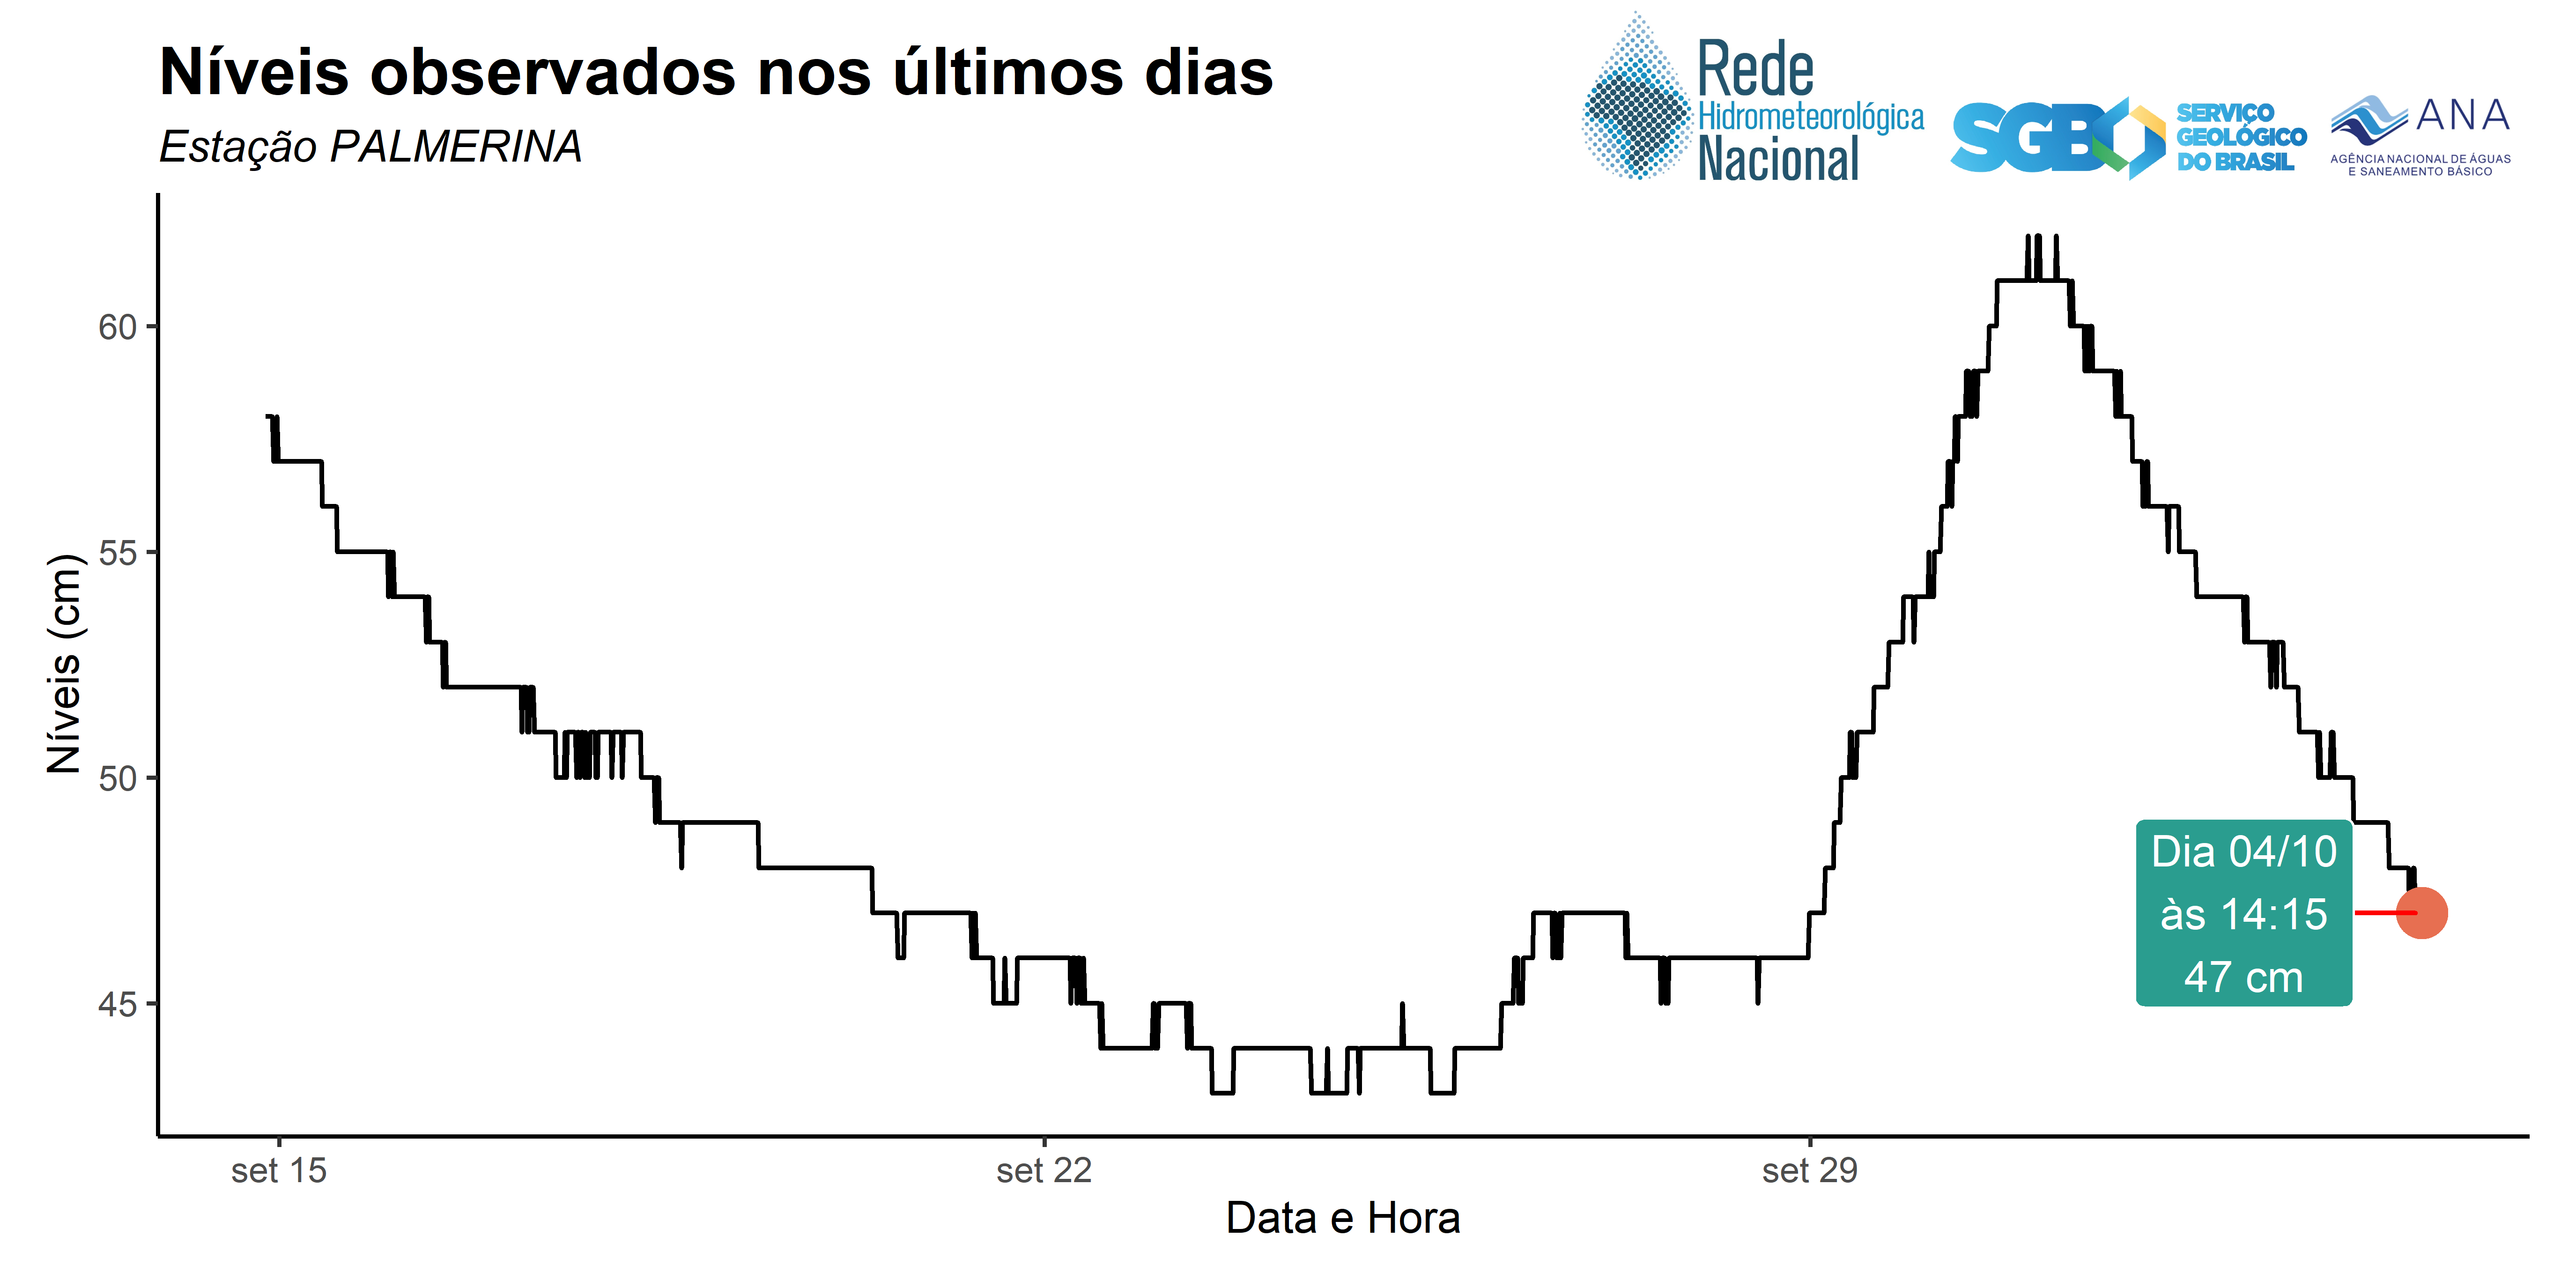 Níveis observados nos últimos dias
Estação PALMERINA
Rede
Hidrometeorológica
Nacional
SGB
SERVIÇO
GEOLÓGICO
DO BRASIL
ANA
AGÊNCIA NACIONAL DE ÁGUAS
E SANEAMENTO BÁSICO
Níveis (cm)
60
55
50
45
Dia 04/10
às 14:15
47 cm
set 15
set 22
set 29
Data e Hora